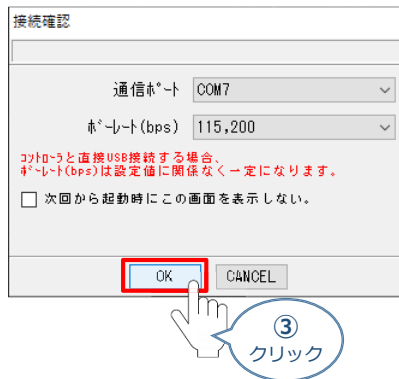 接続確認
通信ﾎﾟｰﾄ COM7
ﾎﾞｰﾚｰﾄ(bps) 115,200
ｺﾝﾄﾛｰﾗと直接USB接続する場合、
ﾎﾞｰﾚｰﾄ(bps)は設定値に関係なく一定になります。
次回から起動時にこの画面を表示しない。
OK CANCEL
③
クリック